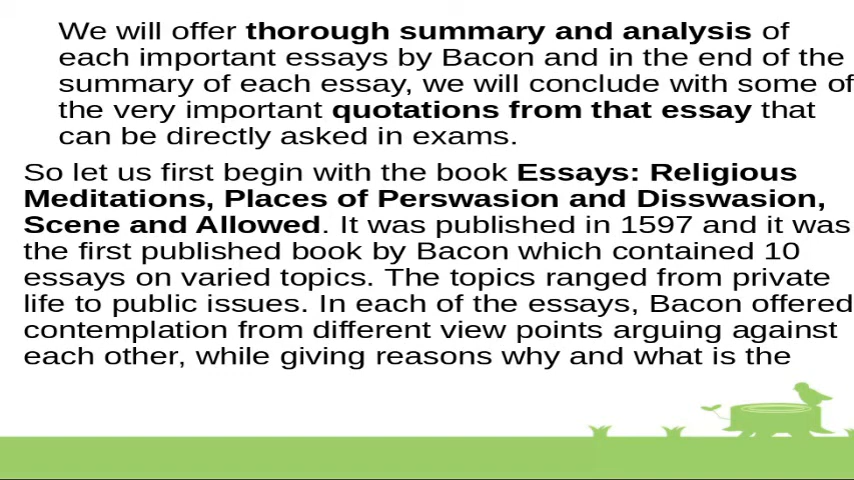 We will offer thorough summary and analysis of
each important essays by Bacon and in the end of the
summary of each essay, we will conclude with some of
the very important quotations from that essay that
can be directly asked in exams.
So let us first begin with the book Essays: Religious
Meditations, Places of Perswasion and Disswasion,
Scene and Allowed. It was published in 1597 and it was
the first published book by Bacon which contained 10
essays on varied topics. The topics ranged from private
life to public issues. In each of the essays, Bacon offered
contemplation from different view points arguing against
each other, while giving reasons why and what is the